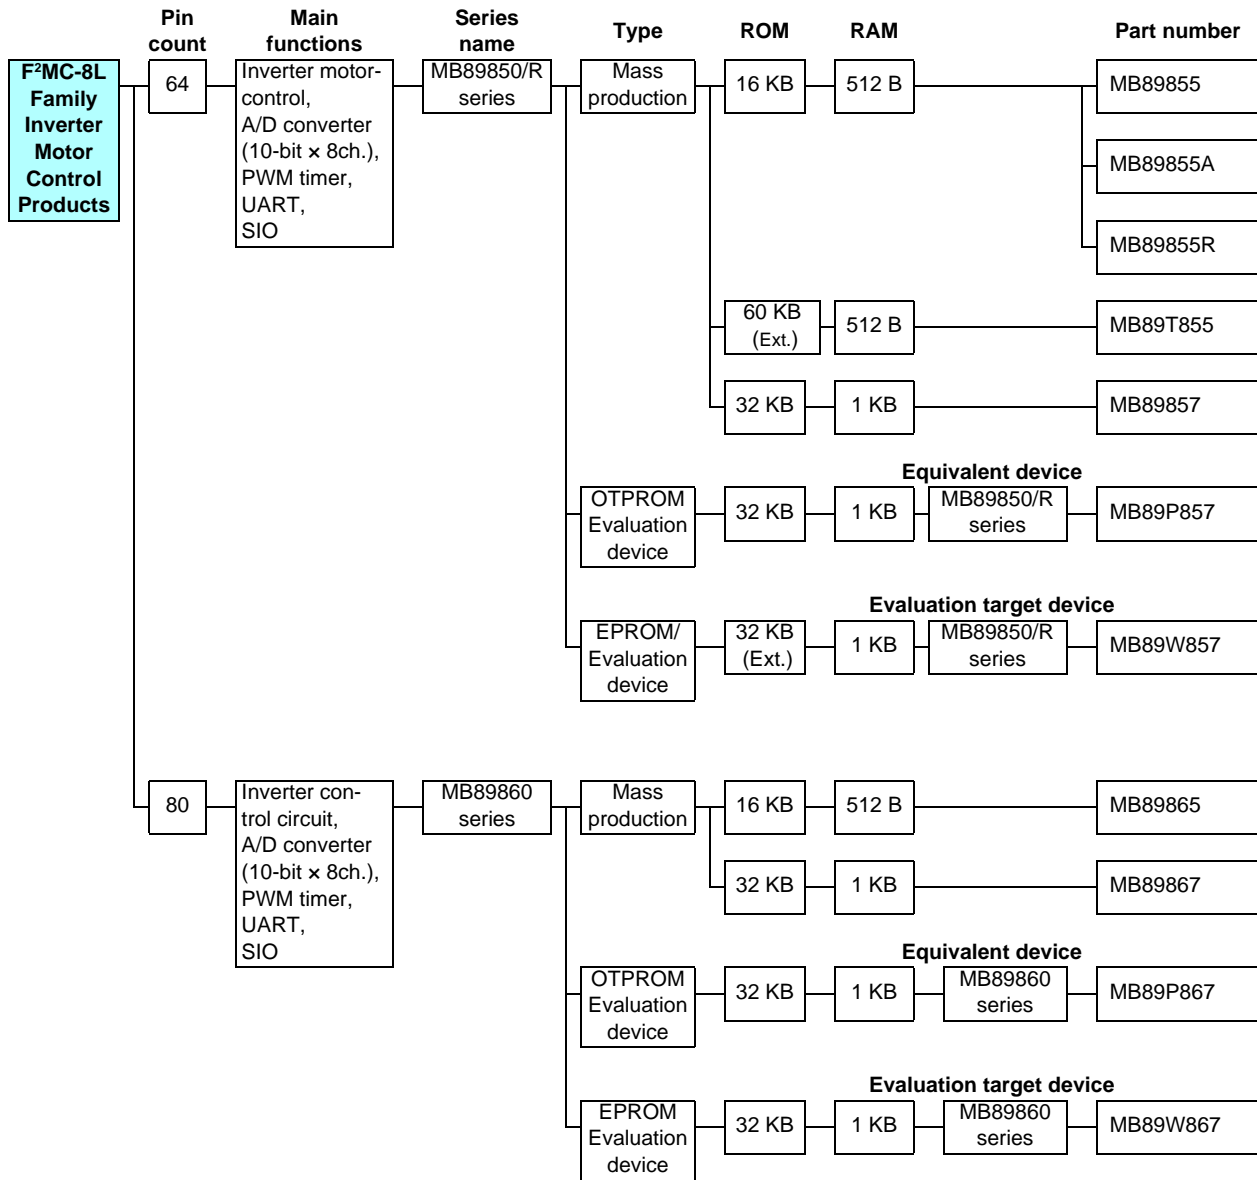 Pin
count
Main
functions
Series
name
Type
ROM
RAM
Part number
F²MC-8L
Family
Inverter
Motor
Control
Products
64
Inverter motor-
control,
A/D converter
(10-bit × 8ch.),
PWM timer,
UART,
SIO
MB89850/R
series
Mass
production
16 KB
512 B
MB89855
MB89855A
MB89855R
60 KB
(Ext.)
512 B
MB89T855
32 KB
1 KB
MB89857
Equivalent device
OTPROM
Evaluation
device
32 KB
1 KB
MB89850/R
series
MB89P857
Evaluation target device
EPROM/
Evaluation
device
32 KB
(Ext.)
1 KB
MB89850/R
series
MB89W857
80
Inverter con-
trol circuit,
A/D converter
(10-bit × 8ch.),
PWM timer,
UART,
SIO
MB89860
series
Mass
production
16 KB
512 B
MB89865
32 KB
1 KB
MB89867
Equivalent device
OTPROM
Evaluation
device
32 KB
1 KB
MB89860
series
MB89P867
Evaluation target device
EPROM
Evaluation
device
32 KB
1 KB
MB89860
series
MB89W867